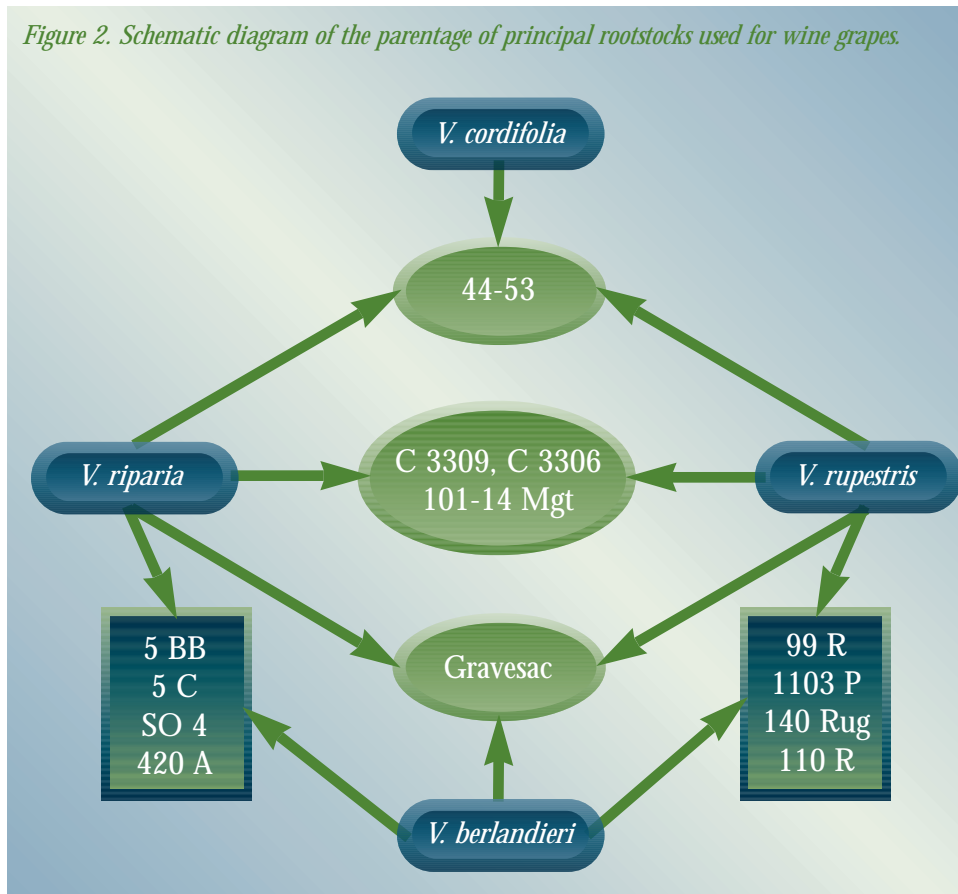 Figure 2. Schematic diagram of the parentage of principal rootstocks used for wine grapes.
V. cordifolia
44-53
V. riparia
C 3309, C 3306
101-14 Mgt
V. rupestris
5 BB
5 C
SO 4
420 A
Gravesac
99 R
1103 P
140 Rug
110 R
V. berlandieri